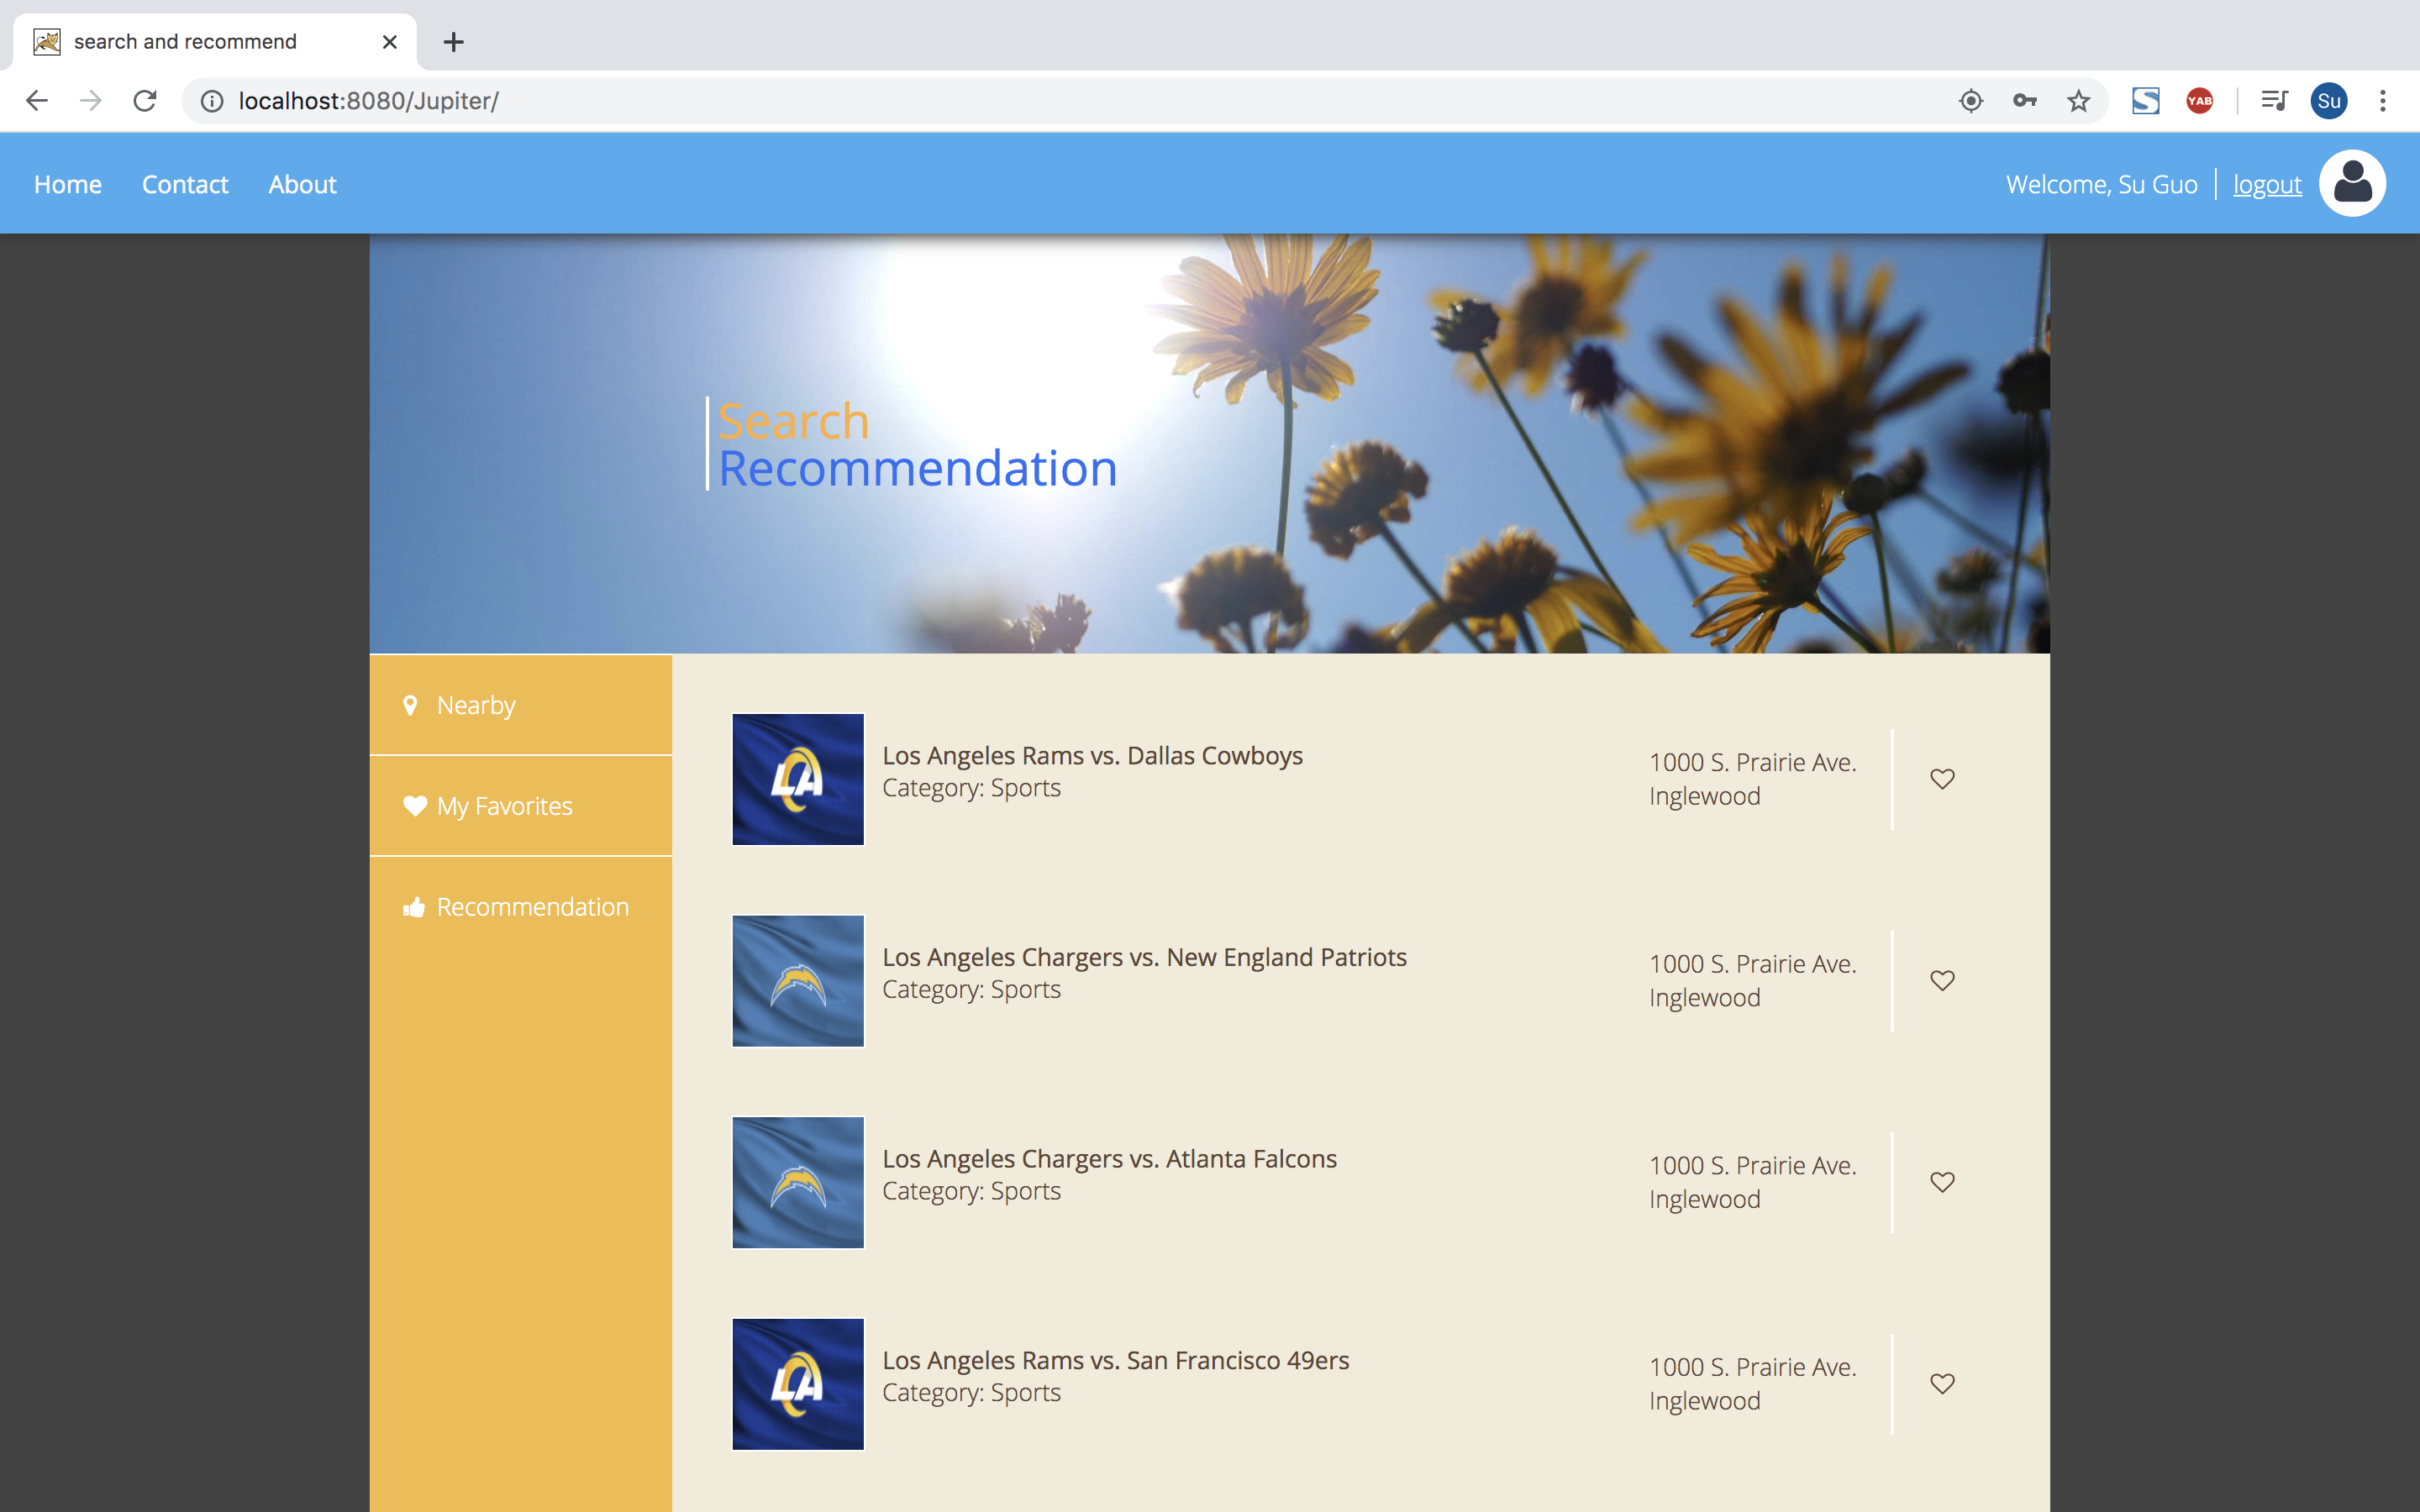 search and recommend
localhost:8080/Jupiter/
YAB
Su
Home
Contact
About
Welcome, Su Guo
logout
Search
Recommendation
Nearby
My Favorites
Recommendation
LA
Los Angeles Rams vs. Dallas Cowboys
Category: Sports
1000 S. Prairie Ave.
Inglewood
Los Angeles Chargers vs. New England Patriots
Category: Sports
1000 S. Prairie Ave.
Inglewood
Los Angeles Chargers vs. Atlanta Falcons
Category: Sports
1000 S. Prairie Ave.
Inglewood
LA
Los Angeles Rams vs. San Francisco 49ers
Category: Sports
1000 S. Prairie Ave.
Inglewood